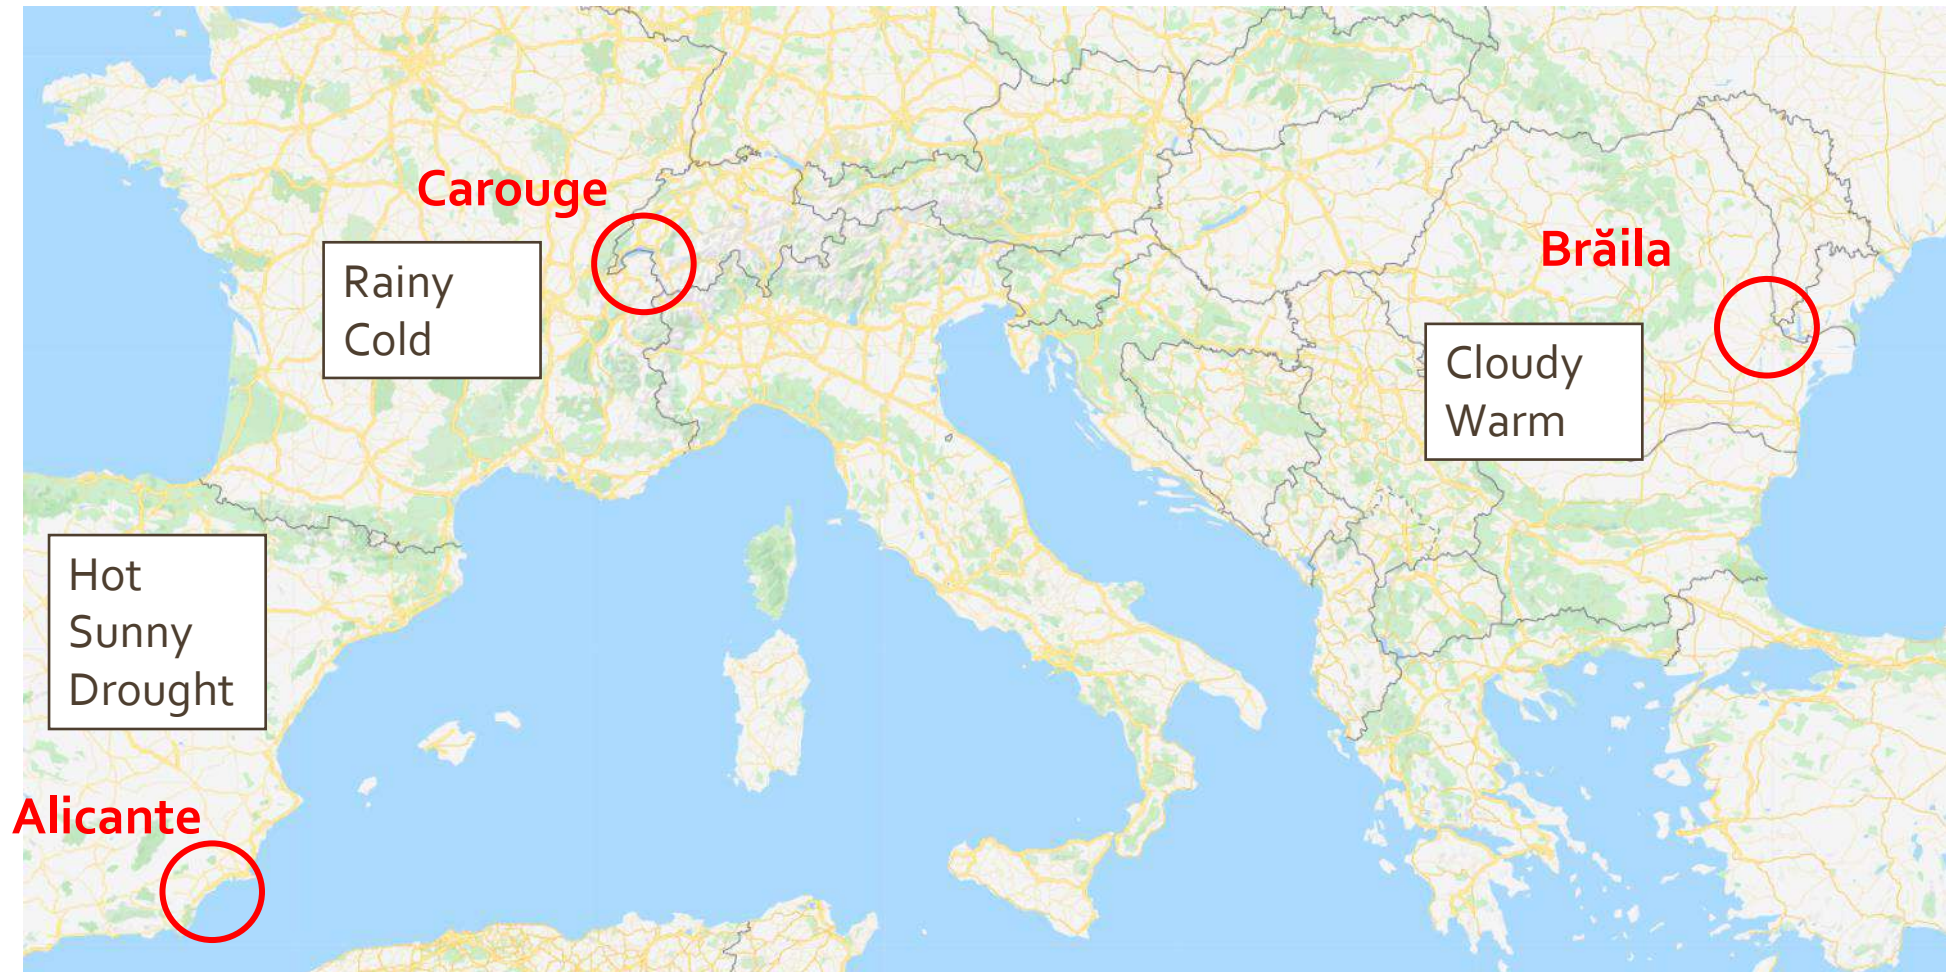 Carouge
Rainy
Cold
Brăila
Cloudy
Warm
Hot
Sunny
Drought
Alicante